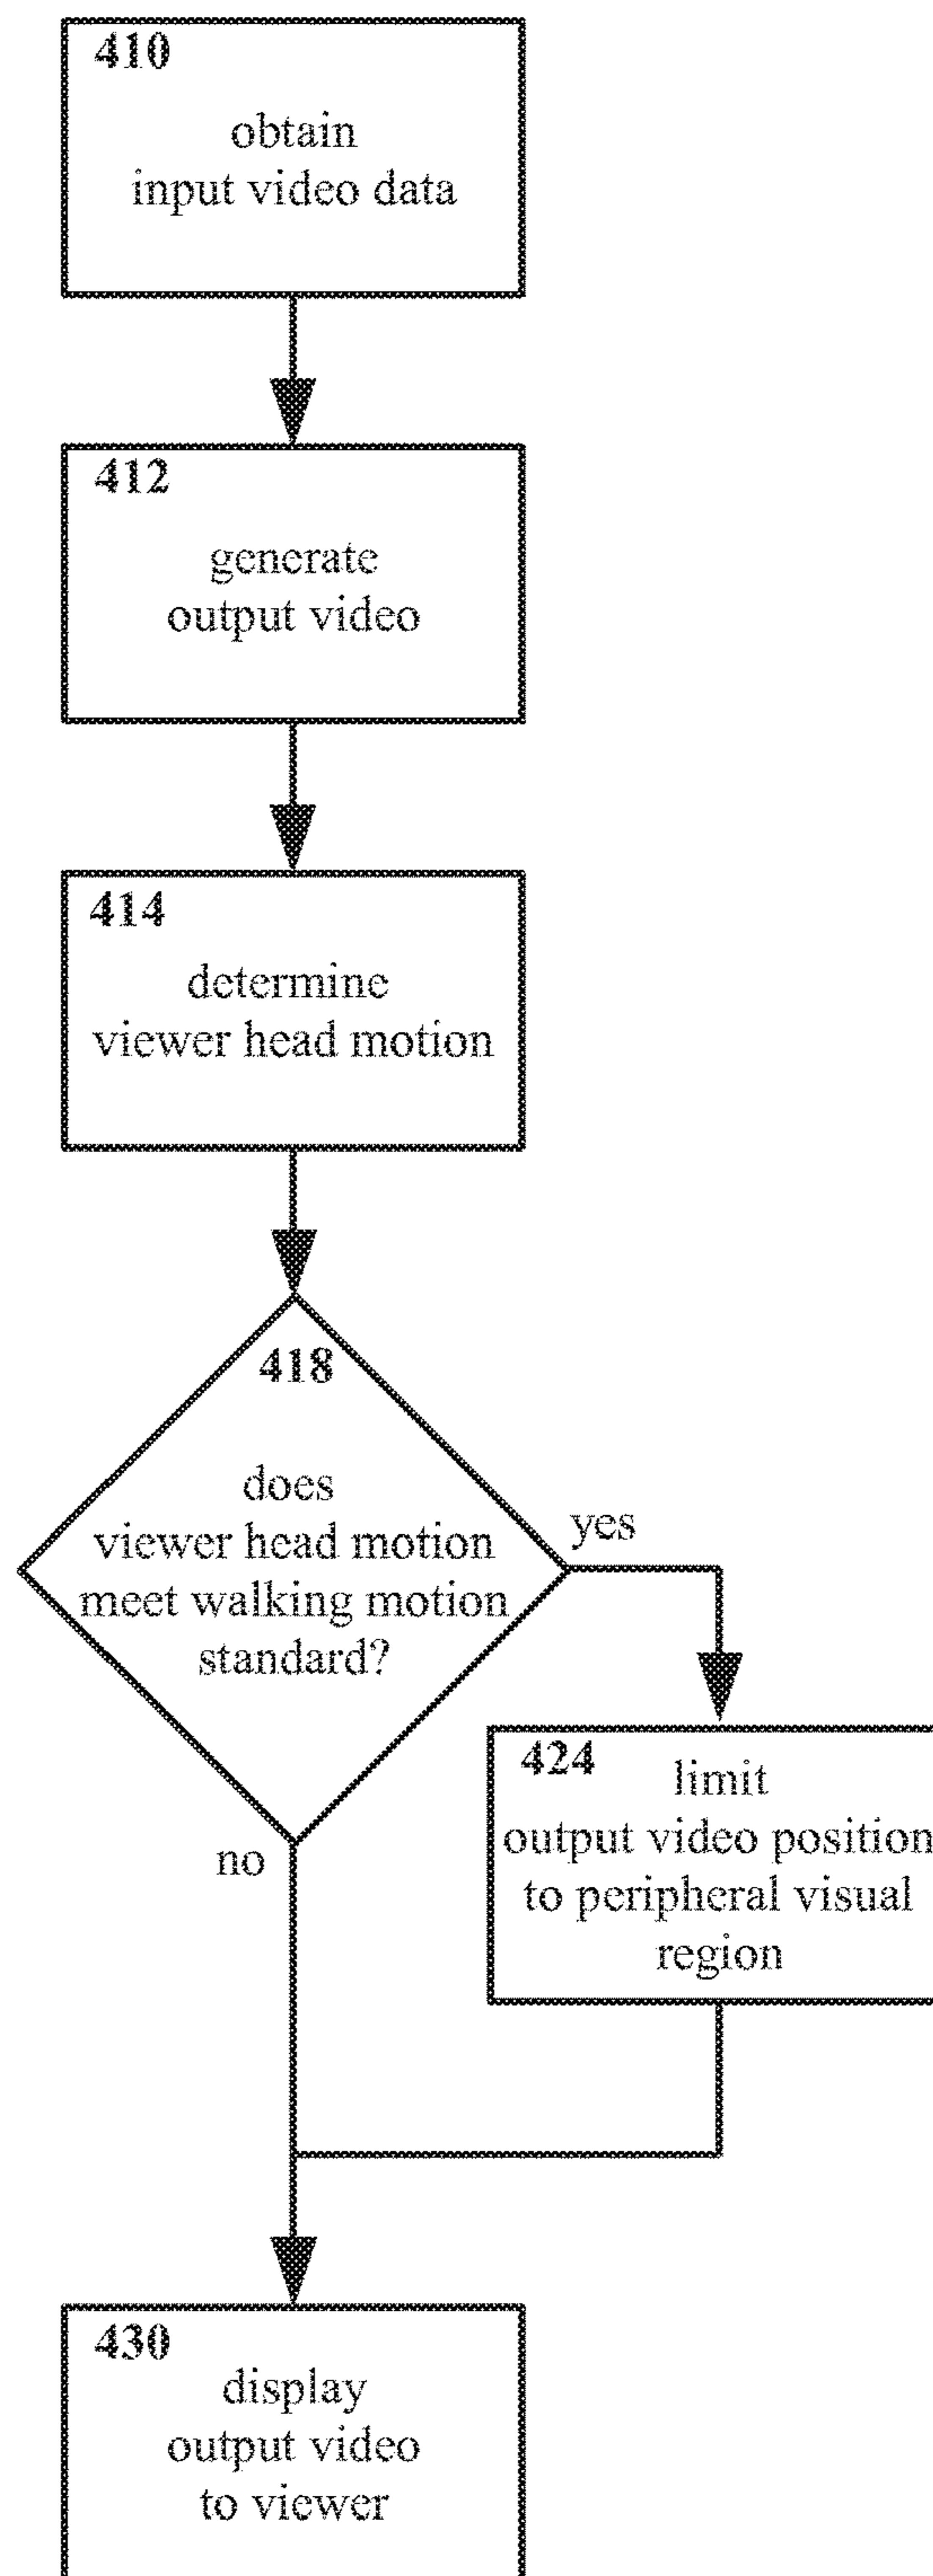 410
obtain
input video data
412
generate
output video
414
determine
viewer head motion
418
does
viewer head motion
meet walking motion
standard?
yes
424
limit
output video position
to peripheral visual
region
no
430
display
output video
to viewer